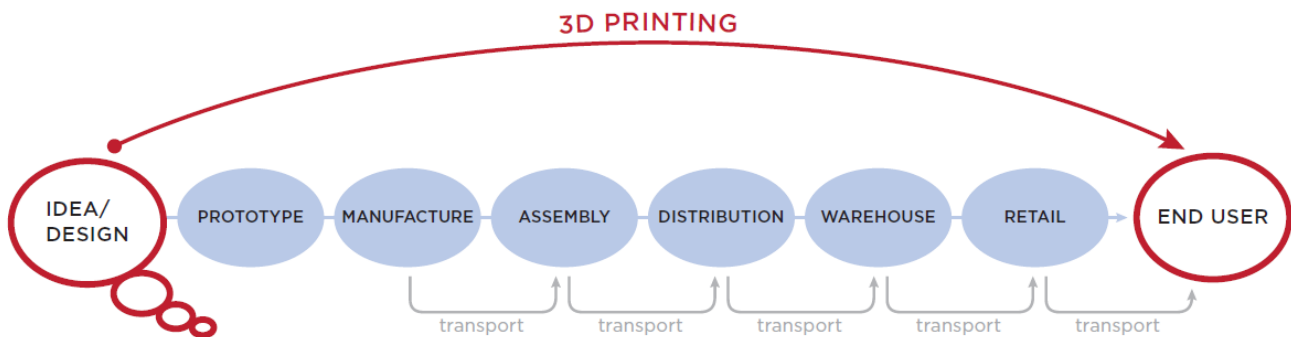 3D PRINTING
IDEA/
DESIGN
PROTOTYPE
MANUFACTURE
ASSEMBLY
DISTRIBUTION
WAREHOUSE
RETAIL
END USER
transport
transport
transport
transport
transport